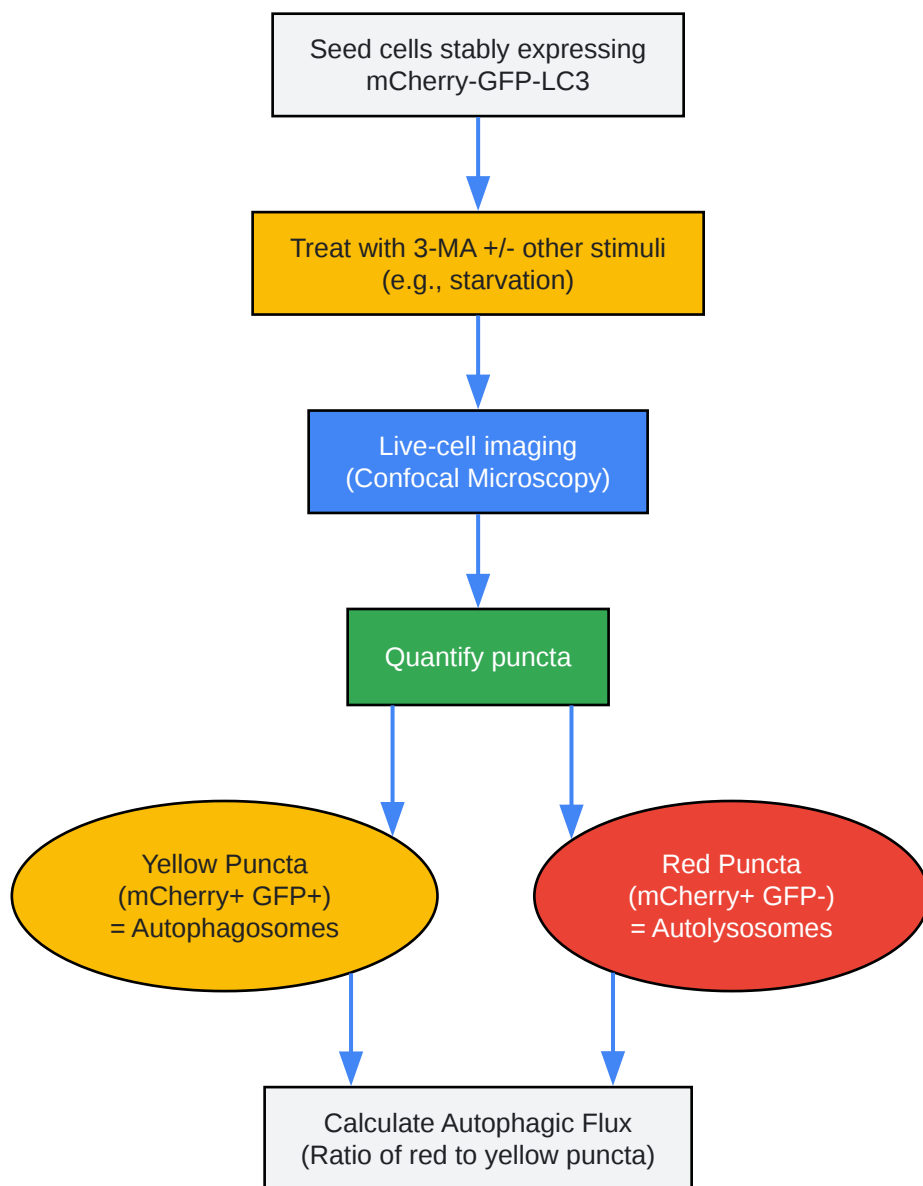 Seed cells stably expressing
mCherry-GFP-LC3
Treat with 3-MA +/- other stimuli
(e.g., starvation)
Live-cell imaging
(Confocal Microscopy)
Quantify puncta
Yellow Puncta
(mCherry+ GFP+)
= Autophagosomes
Red Puncta
(mCherry+ GFP-)
= Autolysosomes
Calculate Autophagic Flux
(Ratio of red to yellow puncta)